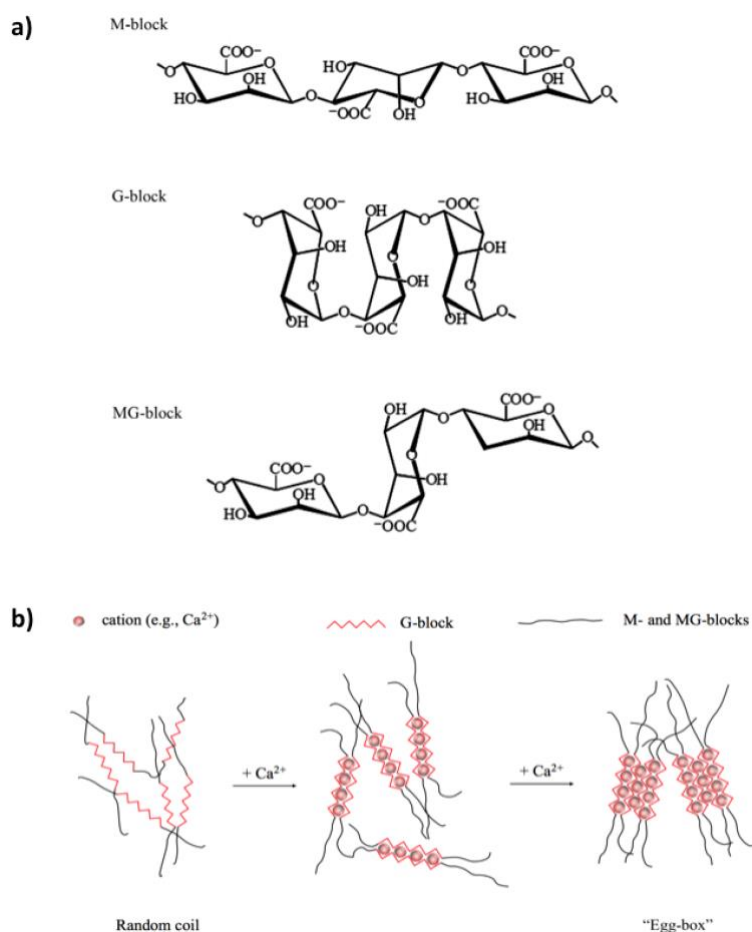 a)
M-block
COO⁻
O
O
HO
OH
HO
O
⁻OOC
OH
O
O
COO⁻
O
OH
HO
O
G-block
COO⁻
O
OH
O
OH
O
OH
O
OH
⁻OOC
⁻OOC
O
OH
O
OH
O
MG-block
COO⁻
O
O
OH
HO
O
OH
O
O
OH
⁻OOC
COO⁻
O
OH
O
b)
cation (e.g., Ca²⁺)
G-block
M- and MG-blocks
+ Ca²⁺
+ Ca²⁺
Random coil
“Egg-box”